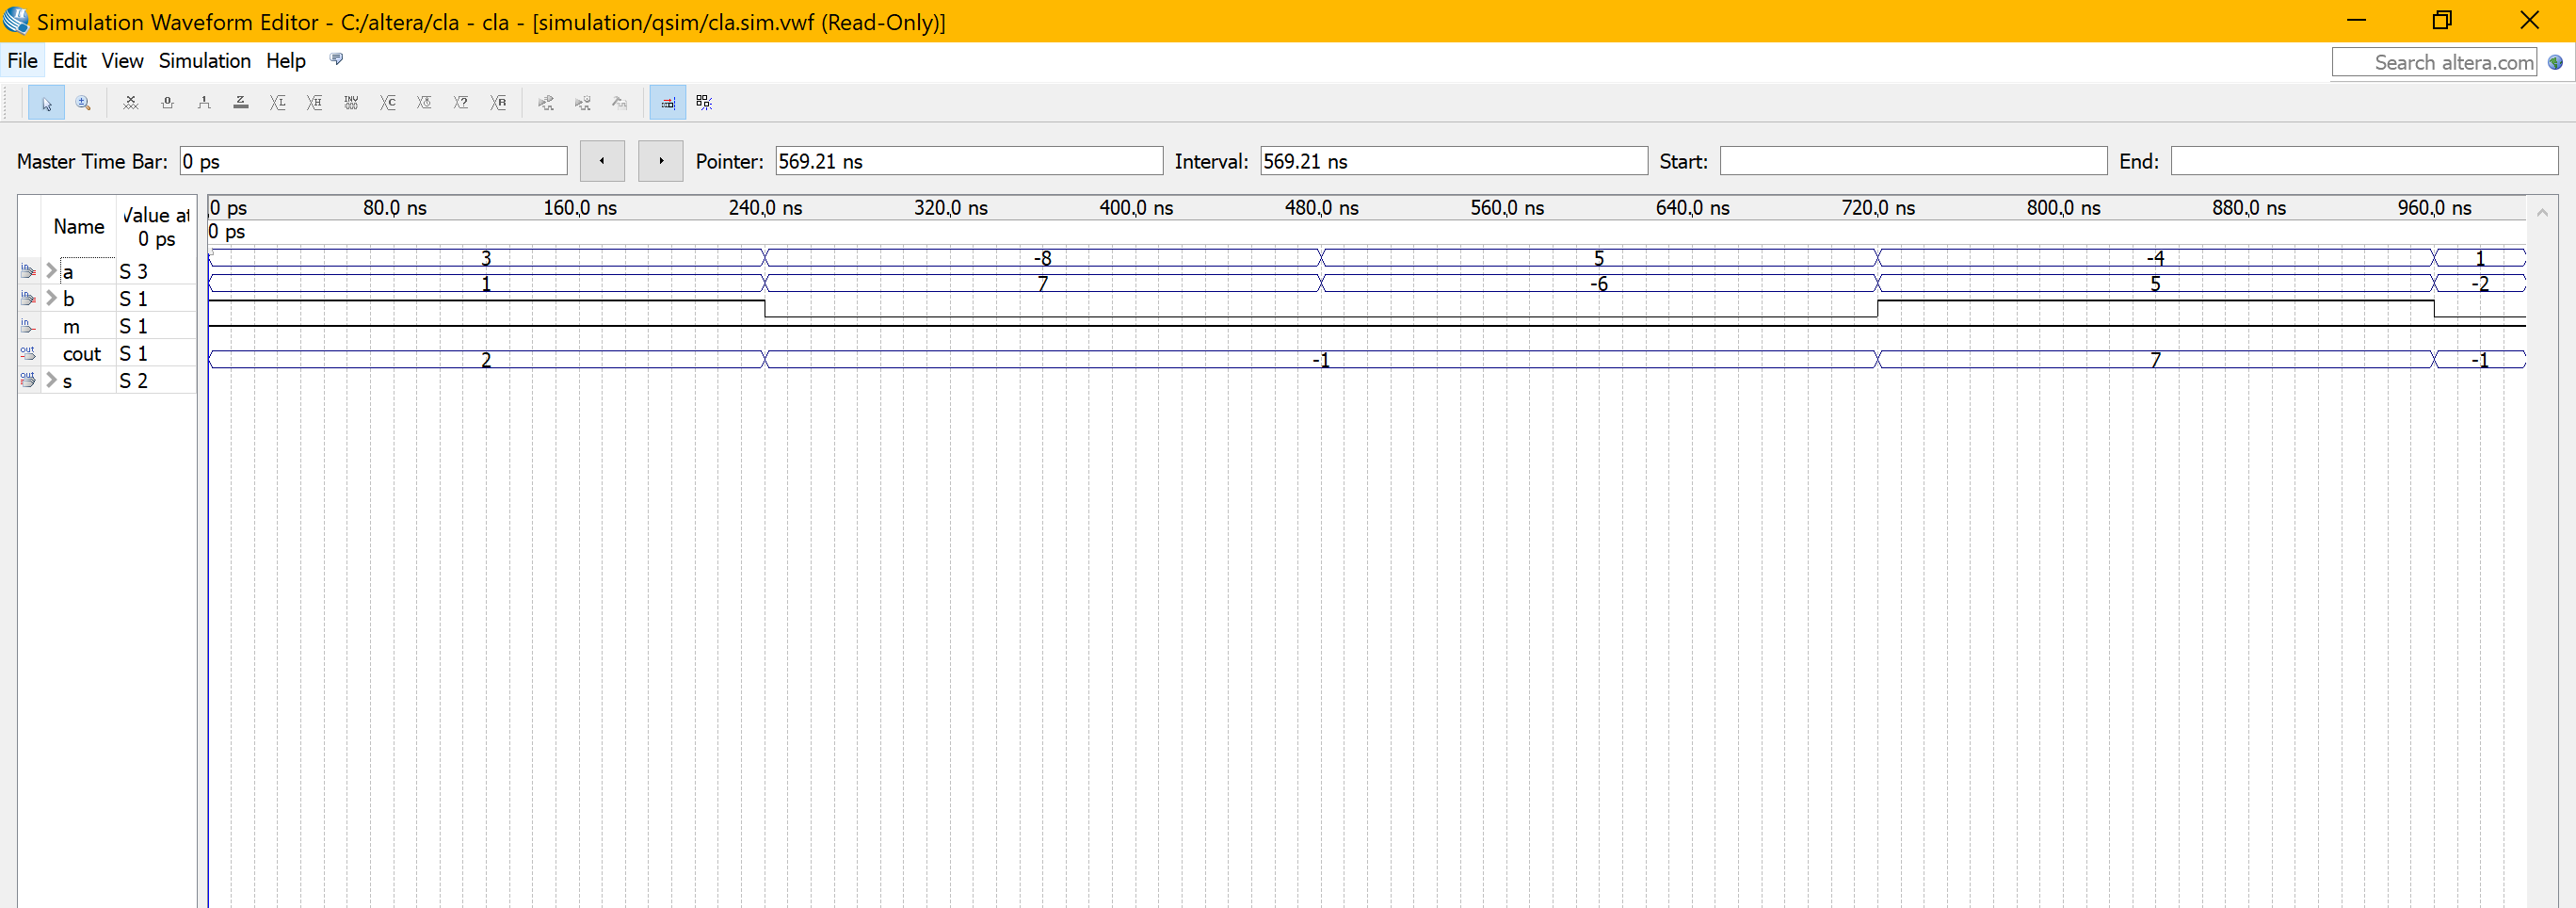 Simulation Waveform Editor - C:/altera/cla - cla - [simulation/qsim/cla.sim.vwf (Read-Only)]
File Edit View Simulation Help
Search altera.com
Master Time Bar: 0 ps Pointer: 569.21 ns Interval: 569.21 ns Start: End:
Name Value at 0 ps
0 ps 80.0 ns 160.0 ns 240.0 ns 320.0 ns 400.0 ns 480.0 ns 560.0 ns 640.0 ns 720.0 ns 800.0 ns 880.0 ns 960.0 ns
0 ps
a S 3 3 -8 5 -4 1
b S 1 1 7 -6 5 -2
m S 1
cout S 1
s S 2 2 -1 7 -1